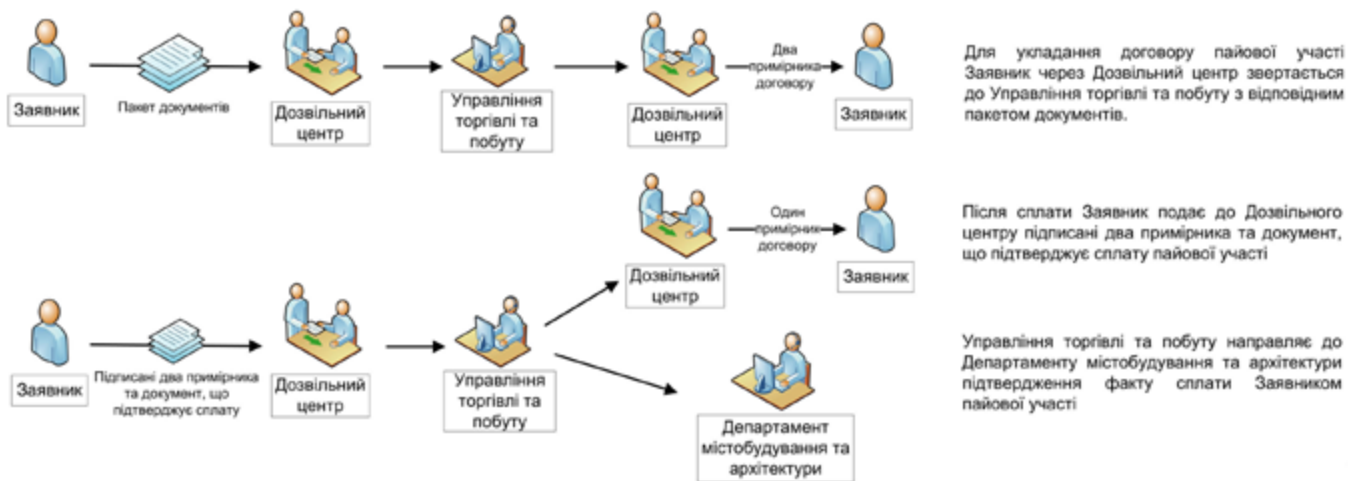 Заявник
Пакет документів
Дозвільний
центр
Управління
торгівлі та
побуту
Дозвільний
центр
Два
примірника
договору
Заявник
Для укладання договору пайової участі
Заявник через Дозвільний центр звертається
до Управління торгівлі та побуту з відповідним
пакетом документів.
Дозвільний
центр
Один
примірник
договору
Заявник
Після сплати Заявник подає до Дозвільного
центру підписані два примірника та документ,
що підтверджує сплату пайової участі
Заявник
Підписані два примірника
та документ, що
підтверджує сплату
Дозвільний
центр
Управління
торгівлі та
побуту
Департамент
містобудування та
архітектури
Управління торгівлі та побуту направляє до
Департаменту містобудування та архітектури
підтвердження факту сплати Заявником
пайової участі